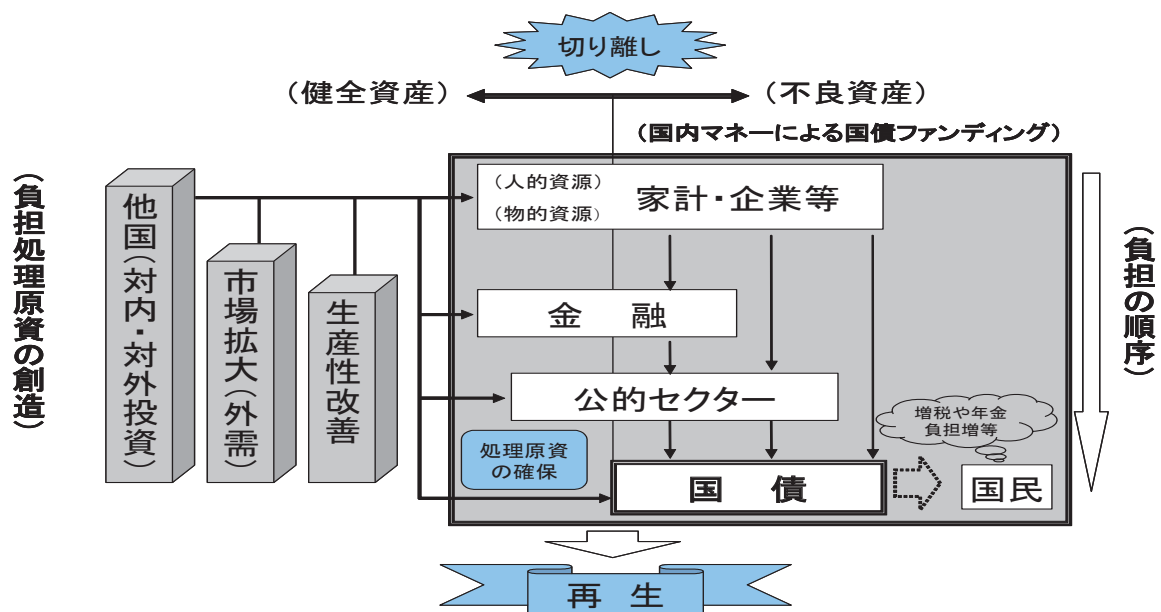 切り離し
(健全資産)
(不良資産)
(国内マネーによる国債ファンディング)
(負担処理原資の創造)
他国(対内・対外投資)
市場拡大(外需)
生産性改善
(人的資源)
(物的資源)
家計・企業等
金 融
公的セクター
処理原資
の確保
国 債
増税や年金
負担増等
国民
(負担の順序)
再 生